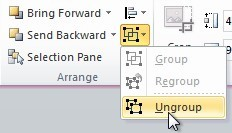 Bring Forward
Send Backward
Selection Pane
Arrange
Group
Regroup
Ungroup